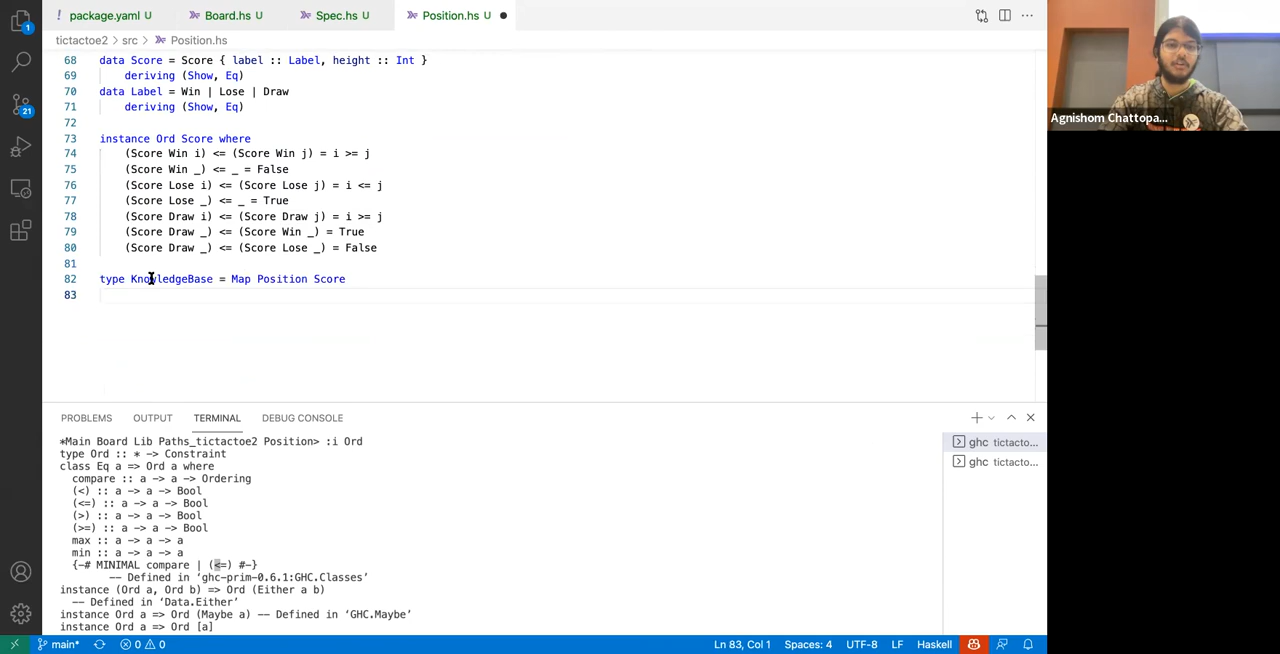 package.yaml U
Board.hs U
Spec.hs U
Position.hs U
tictactoe2 > src > Position.hs
68 data Score = Score { label :: Label, height :: Int }
69 deriving (Show, Eq)
70 data Label = Win | Lose | Draw
71 deriving (Show, Eq)
72
73 instance Ord Score where
74 (Score Win i) <= (Score Win j) = i >= j
75 (Score Win _) <= _ = False
76 (Score Lose i) <= (Score Lose j) = i <= j
77 (Score Lose _) <= _ = True
78 (Score Draw i) <= (Score Draw j) = i >= j
79 (Score Draw _) <= (Score Win _) = True
80 (Score Draw _) <= (Score Lose _) = False
81
82 type KnowledgeBase = Map Position Score
83
PROBLEMS OUTPUT TERMINAL DEBUG CONSOLE
*Main Board Lib Paths_tictactoe2 Position> :i Ord
type Ord :: * -> Constraint
class Eq a => Ord a where
compare :: a -> a -> Ordering
(<) :: a -> a -> Bool
(<=) :: a -> a -> Bool
(>) :: a -> a -> Bool
(>=) :: a -> a -> Bool
max :: a -> a -> a
min :: a -> a -> a
{-# MINIMAL compare | (<=) #-}
-- Defined in ‘ghc-prim-0.6.1:GHC.Classes’
instance (Ord a, Ord b) => Ord (Either a b)
-- Defined in ‘Data.Either’
instance Ord a => Ord (Maybe a) -- Defined in ‘GHC.Maybe’
instance Ord a => Ord [a]
ghc tictacto...
ghc tictacto...
1
21
main* 0 0 Ln 83, Col 1 Spaces: 4 UTF-8 LF Haskell
Agnishom Chattopa...